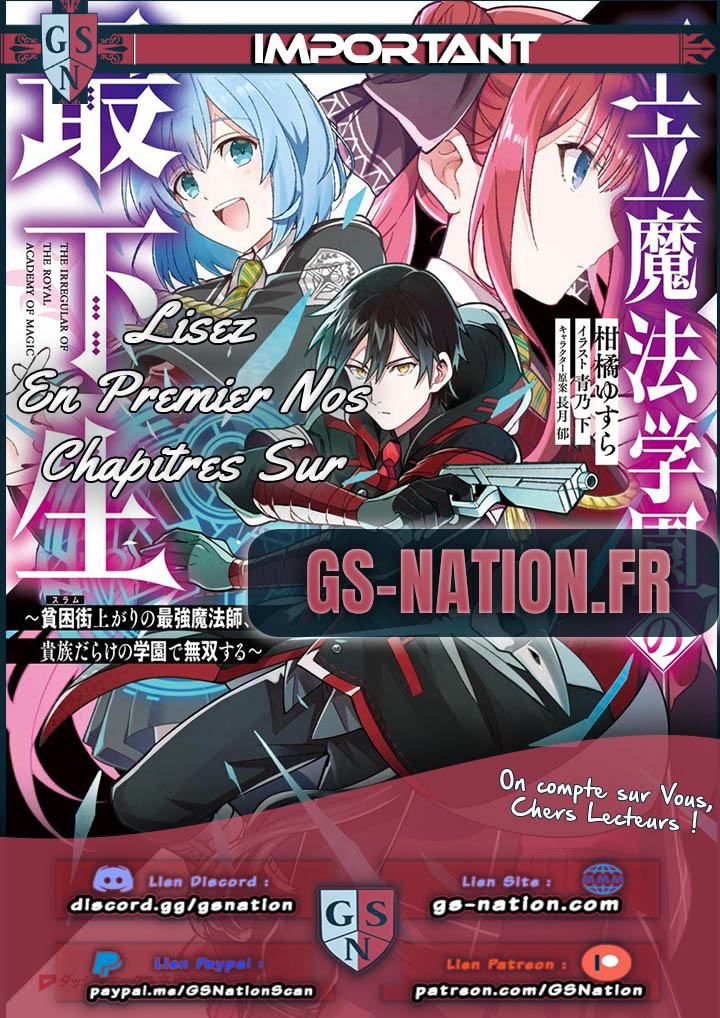 GSN
IMPORTANT
王立魔法学園の
最下生
THE IRREGULAR OF
THE ROYAL
ACADEMY OF MAGIC
柑橘ゆすら
イラスト 青乃下
キャラクター原案 長月郁
Lisez
En Premier Nos
Chapitres Sur
GS-NATION.FR
スラム
～貧困街上がりの最強魔法師、
貴族だらけの学園で無双する～
On compte sur Vous,
Chers Lecteurs !
Lien Discord :
discord.gg/gsnation
Lien Site :
WWW
gs-nation.com
GSN
Lien Paypal :
paypal.me/GSNationScan
Lien Patreon :
patreon.com/GSNation